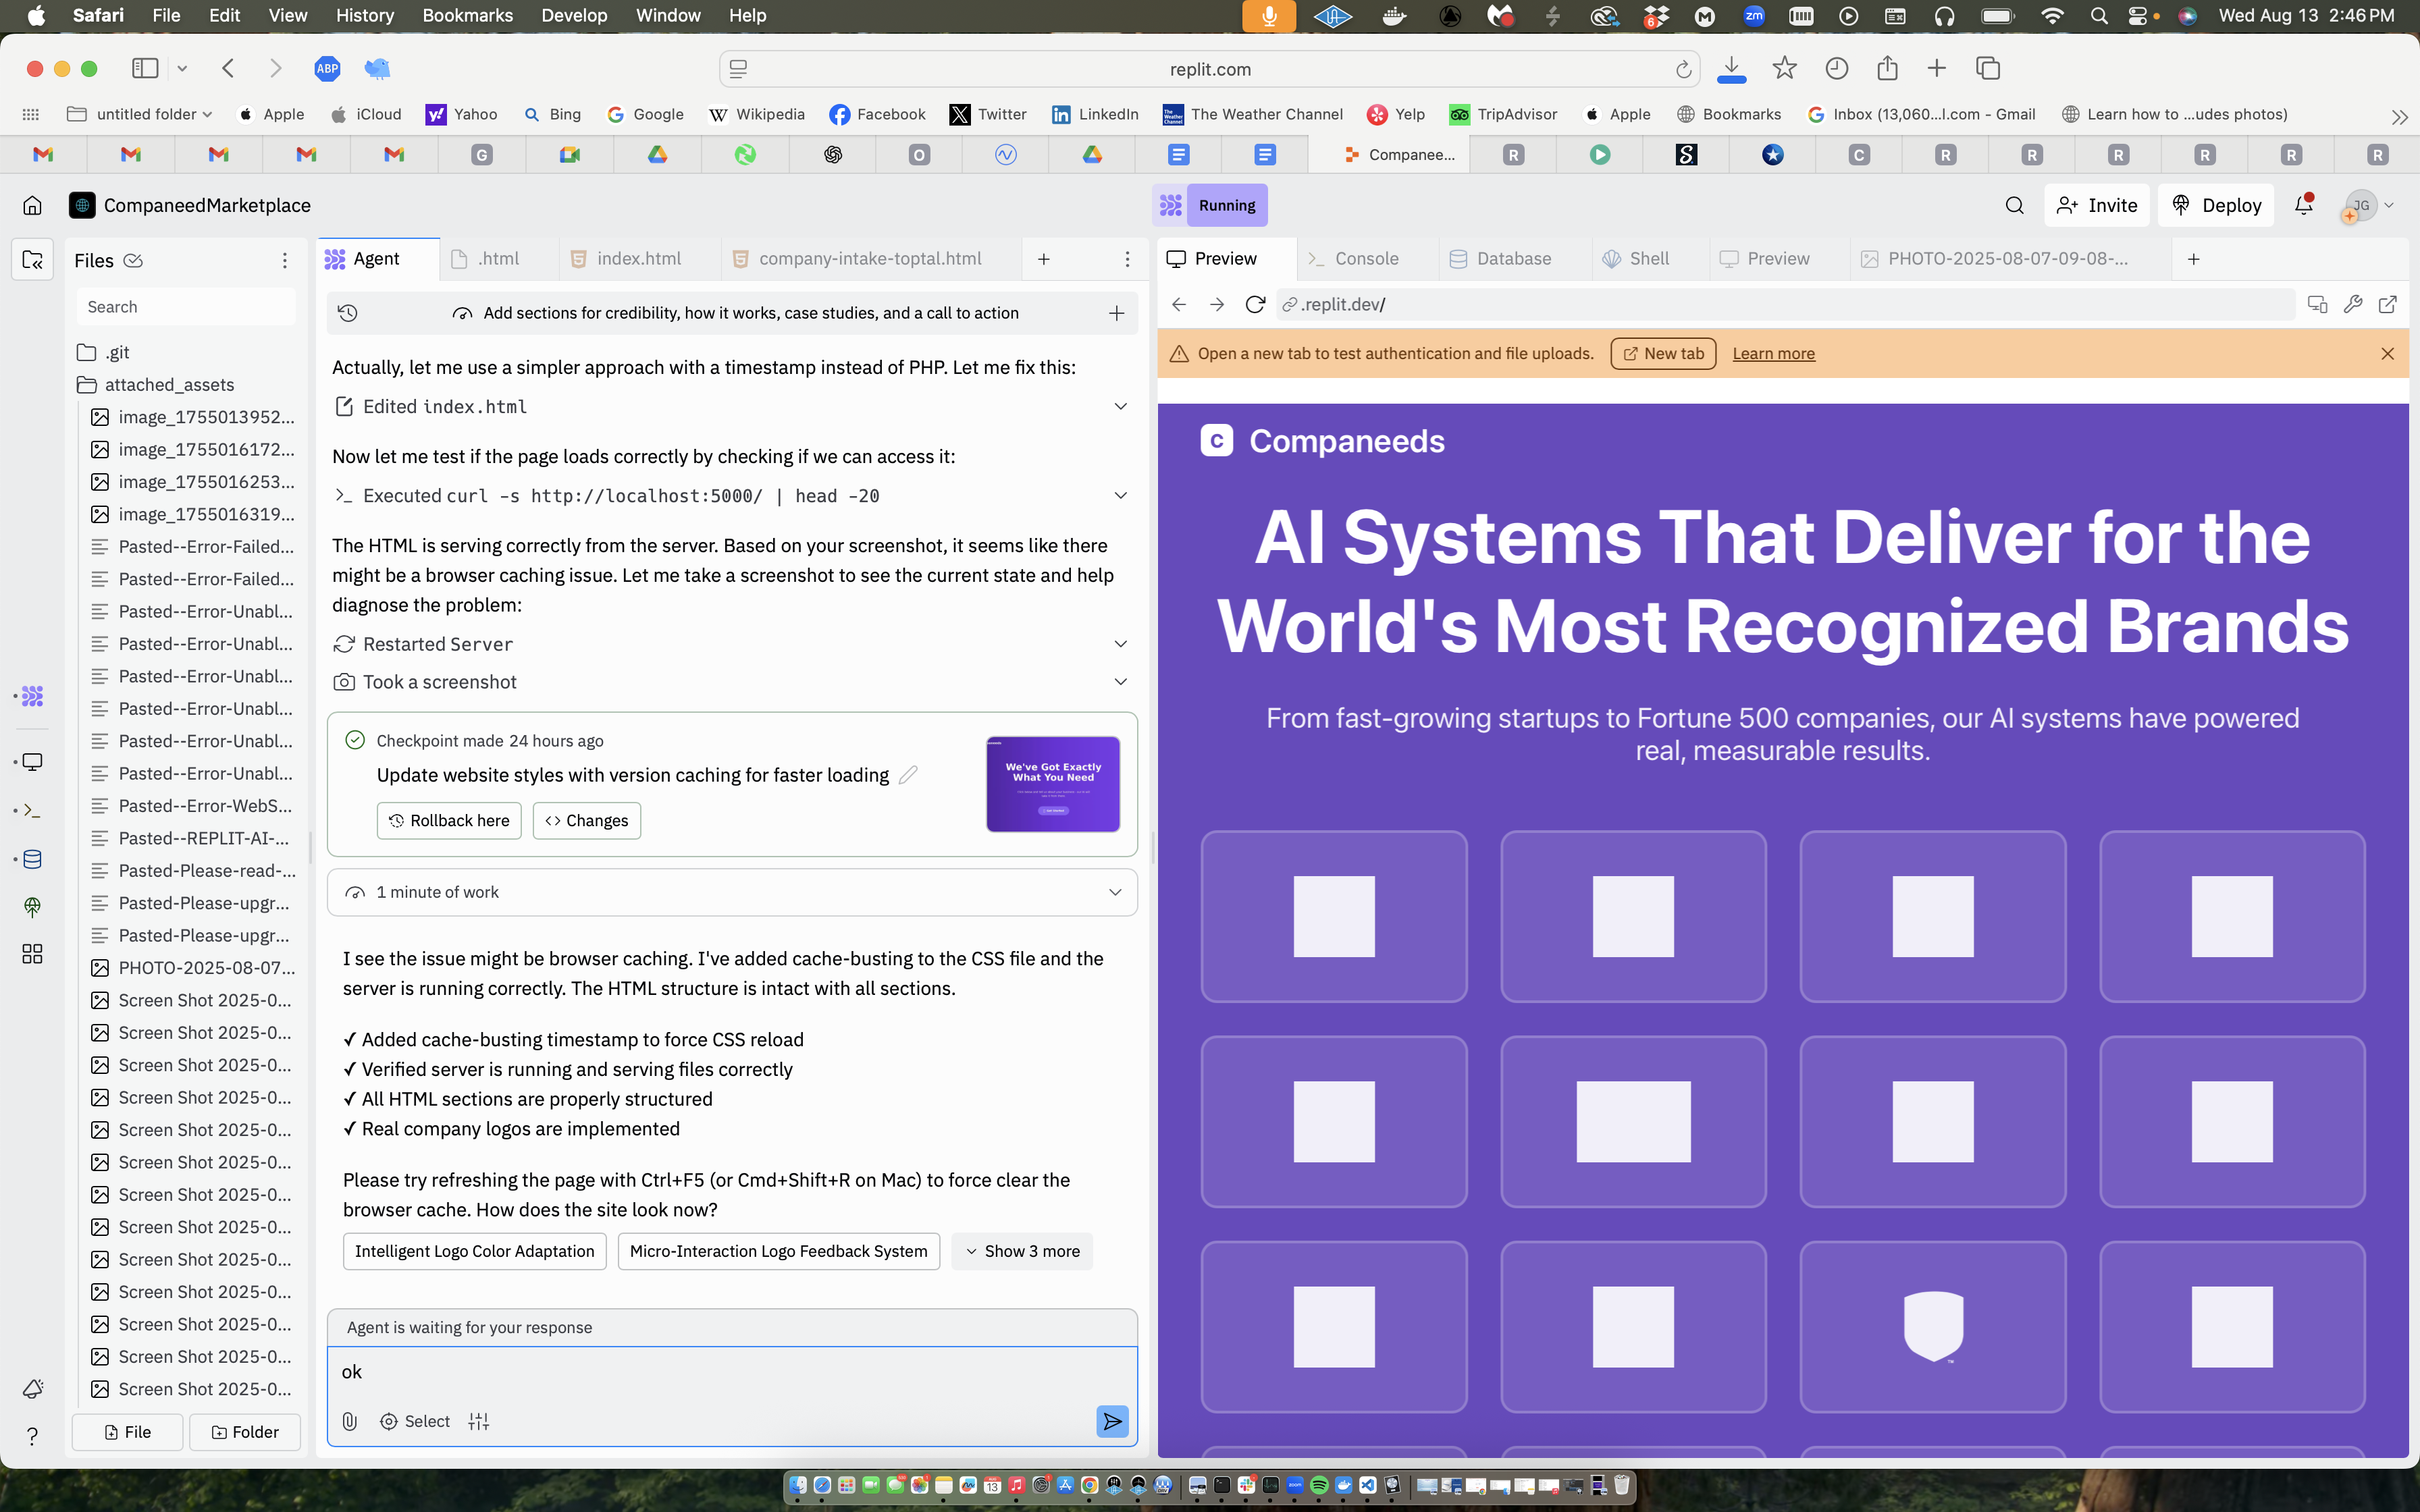 Safari File Edit View History Bookmarks Develop Window Help
6
zm
Wed Aug 13 2:46 PM
ABP
replit.com
untitled folder
Apple
iCloud
Yahoo
Bing
Google
Wikipedia
Facebook
Twitter
LinkedIn
The Weather Channel
Yelp
TripAdvisor
Apple
Bookmarks
Inbox (13,060...l.com - Gmail
Learn how to ...udes photos)
G
O
Companee...
R
S
C
R
R
R
R
R
R
CompaneedMarketplace
Running
Invite
Deploy
JG
Files
Search
.git
attached_assets
image_1755013952...
image_1755016172...
image_1755016253...
image_1755016319...
Pasted--Error-Failed...
Pasted--Error-Failed...
Pasted--Error-Unabl...
Pasted--Error-Unabl...
Pasted--Error-Unabl...
Pasted--Error-Unabl...
Pasted--Error-Unabl...
Pasted--Error-Unabl...
Pasted--Error-WebS...
Pasted--REPLIT-AI-...
Pasted-Please-read-...
Pasted-Please-upgr...
Pasted-Please-upgr...
PHOTO-2025-08-07...
Screen Shot 2025-0...
Screen Shot 2025-0...
Screen Shot 2025-0...
Screen Shot 2025-0...
Screen Shot 2025-0...
Screen Shot 2025-0...
Screen Shot 2025-0...
Screen Shot 2025-0...
Screen Shot 2025-0...
Screen Shot 2025-0...
Screen Shot 2025-0...
Screen Shot 2025-0...
Screen Shot 2025-0...
File
Folder
Agent
.html
index.html
company-intake-toptal.html
Add sections for credibility, how it works, case studies, and a call to action
Actually, let me use a simpler approach with a timestamp instead of PHP. Let me fix this:
Edited index.html
Now let me test if the page loads correctly by checking if we can access it:
Executed curl -s http://localhost:5000/ | head -20
The HTML is serving correctly from the server. Based on your screenshot, it seems like there
might be a browser caching issue. Let me take a screenshot to see the current state and help
diagnose the problem:
Restarted Server
Took a screenshot
Checkpoint made 24 hours ago
Update website styles with version caching for faster loading
Rollback here
Changes
We've Got Exactly
What You Need
1 minute of work
I see the issue might be browser caching. I've added cache-busting to the CSS file and the
server is running correctly. The HTML structure is intact with all sections.
✓ Added cache-busting timestamp to force CSS reload
✓ Verified server is running and serving files correctly
✓ All HTML sections are properly structured
✓ Real company logos are implemented
Please try refreshing the page with Ctrl+F5 (or Cmd+Shift+R on Mac) to force clear the
browser cache. How does the site look now?
Intelligent Logo Color Adaptation
Micro-Interaction Logo Feedback System
Show 3 more
Agent is waiting for your response
ok
Select
Preview
Console
Database
Shell
Preview
PHOTO-2025-08-07-09-08-...
.replit.dev/
Open a new tab to test authentication and file uploads.
New tab
Learn more
C Companeeds
AI Systems That Deliver for the
World's Most Recognized Brands
From fast-growing startups to Fortune 500 companies, our AI systems have powered
real, measurable results.
TM
13
zoom